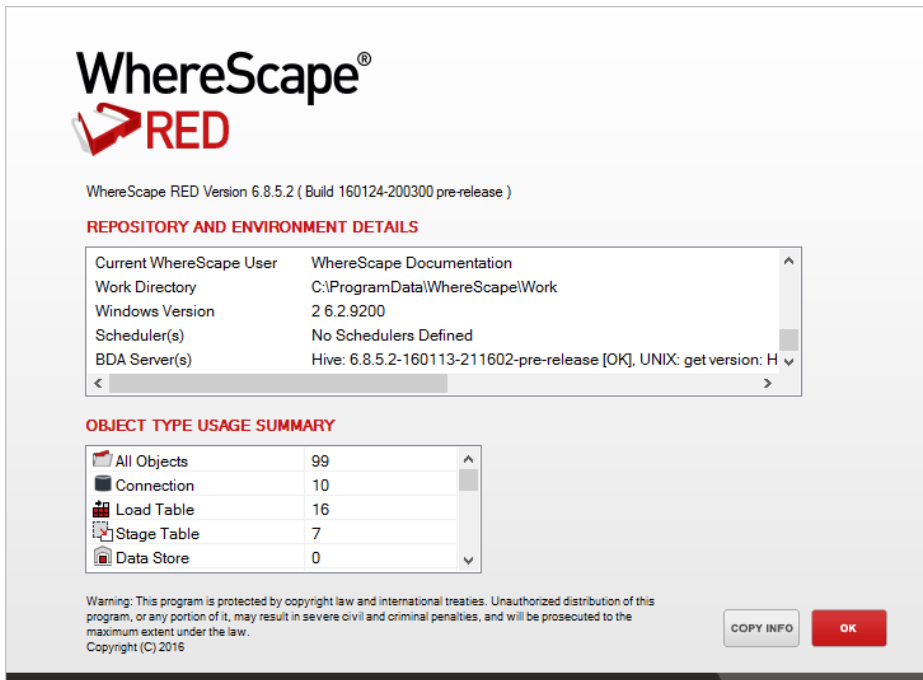 WhereScape®
RED
WhereScape RED Version 6.8.5.2 ( Build 160124-200300 pre-release )
REPOSITORY AND ENVIRONMENT DETAILS
Current WhereScape User WhereScape Documentation
Work Directory C:\ProgramData\WhereScape\Work
Windows Version 2 6.2.9200
Scheduler(s) No Schedulers Defined
BDA Server(s) Hive: 6.8.5.2-160113-211602-pre-release [OK], UNIX: get version: H
OBJECT TYPE USAGE SUMMARY
All Objects 99
Connection 10
Load Table 16
Stage Table 7
Data Store 0
Warning: This program is protected by copyright law and international treaties. Unauthorized distribution of this
program, or any portion of it, may result in severe civil and criminal penalties, and will be prosecuted to the
maximum extent under the law.
Copyright (C) 2016
COPY INFO OK